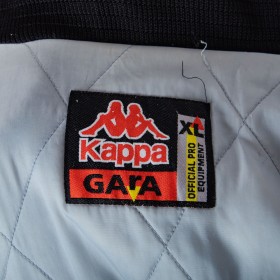 Kappa
GArA
XL
OFFICIAL PRO
EQUIPMENT